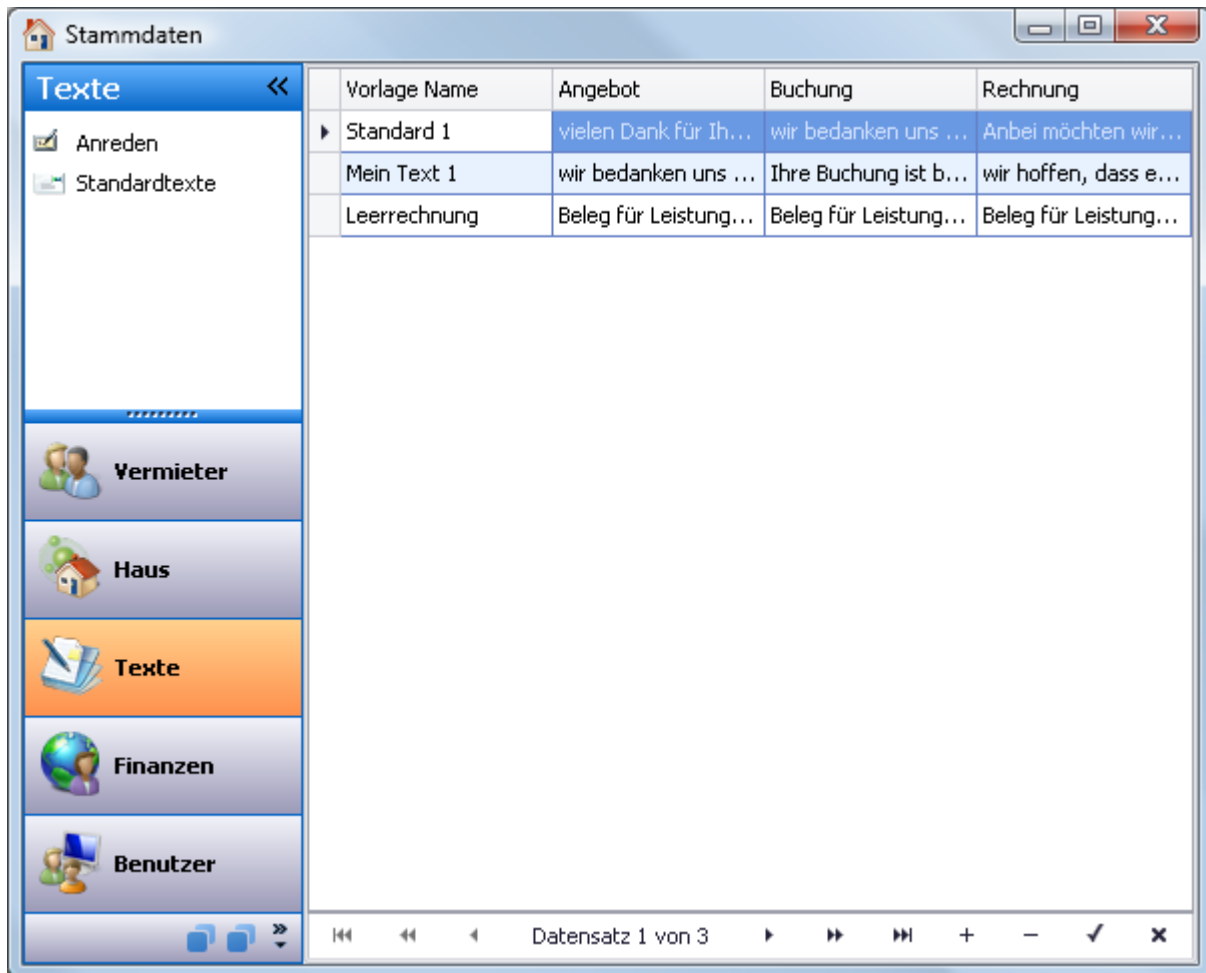 Stammdaten
Texte
Anreden
Standardtexte
Vermieter
Haus
Texte
Finanzen
Benutzer
Vorlage Name Angebot Buchung Rechnung
Standard 1 vielen Dank für Ih... wir bedanken uns ... Anbei möchten wir...
Mein Text 1 wir bedanken uns ... Ihre Buchung ist b... wir hoffen, dass e...
Leerrechnung Beleg für Leistung... Beleg für Leistung... Beleg für Leistung...
Datensatz 1 von 3